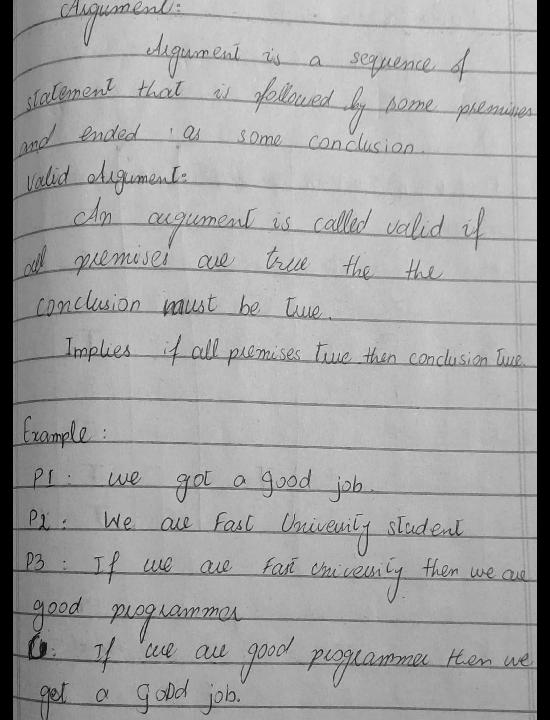 Argument:
Argument is a sequence of
statement that is followed by some premises
and ended as some conclusion.
Valid Argument:
An argument is called valid if
all premises are true the the
conclusion must be true.
Implies if all premises true then conclusion true.
Example:
P1: we got a good job.
P2: We are Fast Univeuity student
P3: If we are Fast univeusity then we are
good programmer
C: If we are good programmer then we
get a good job.